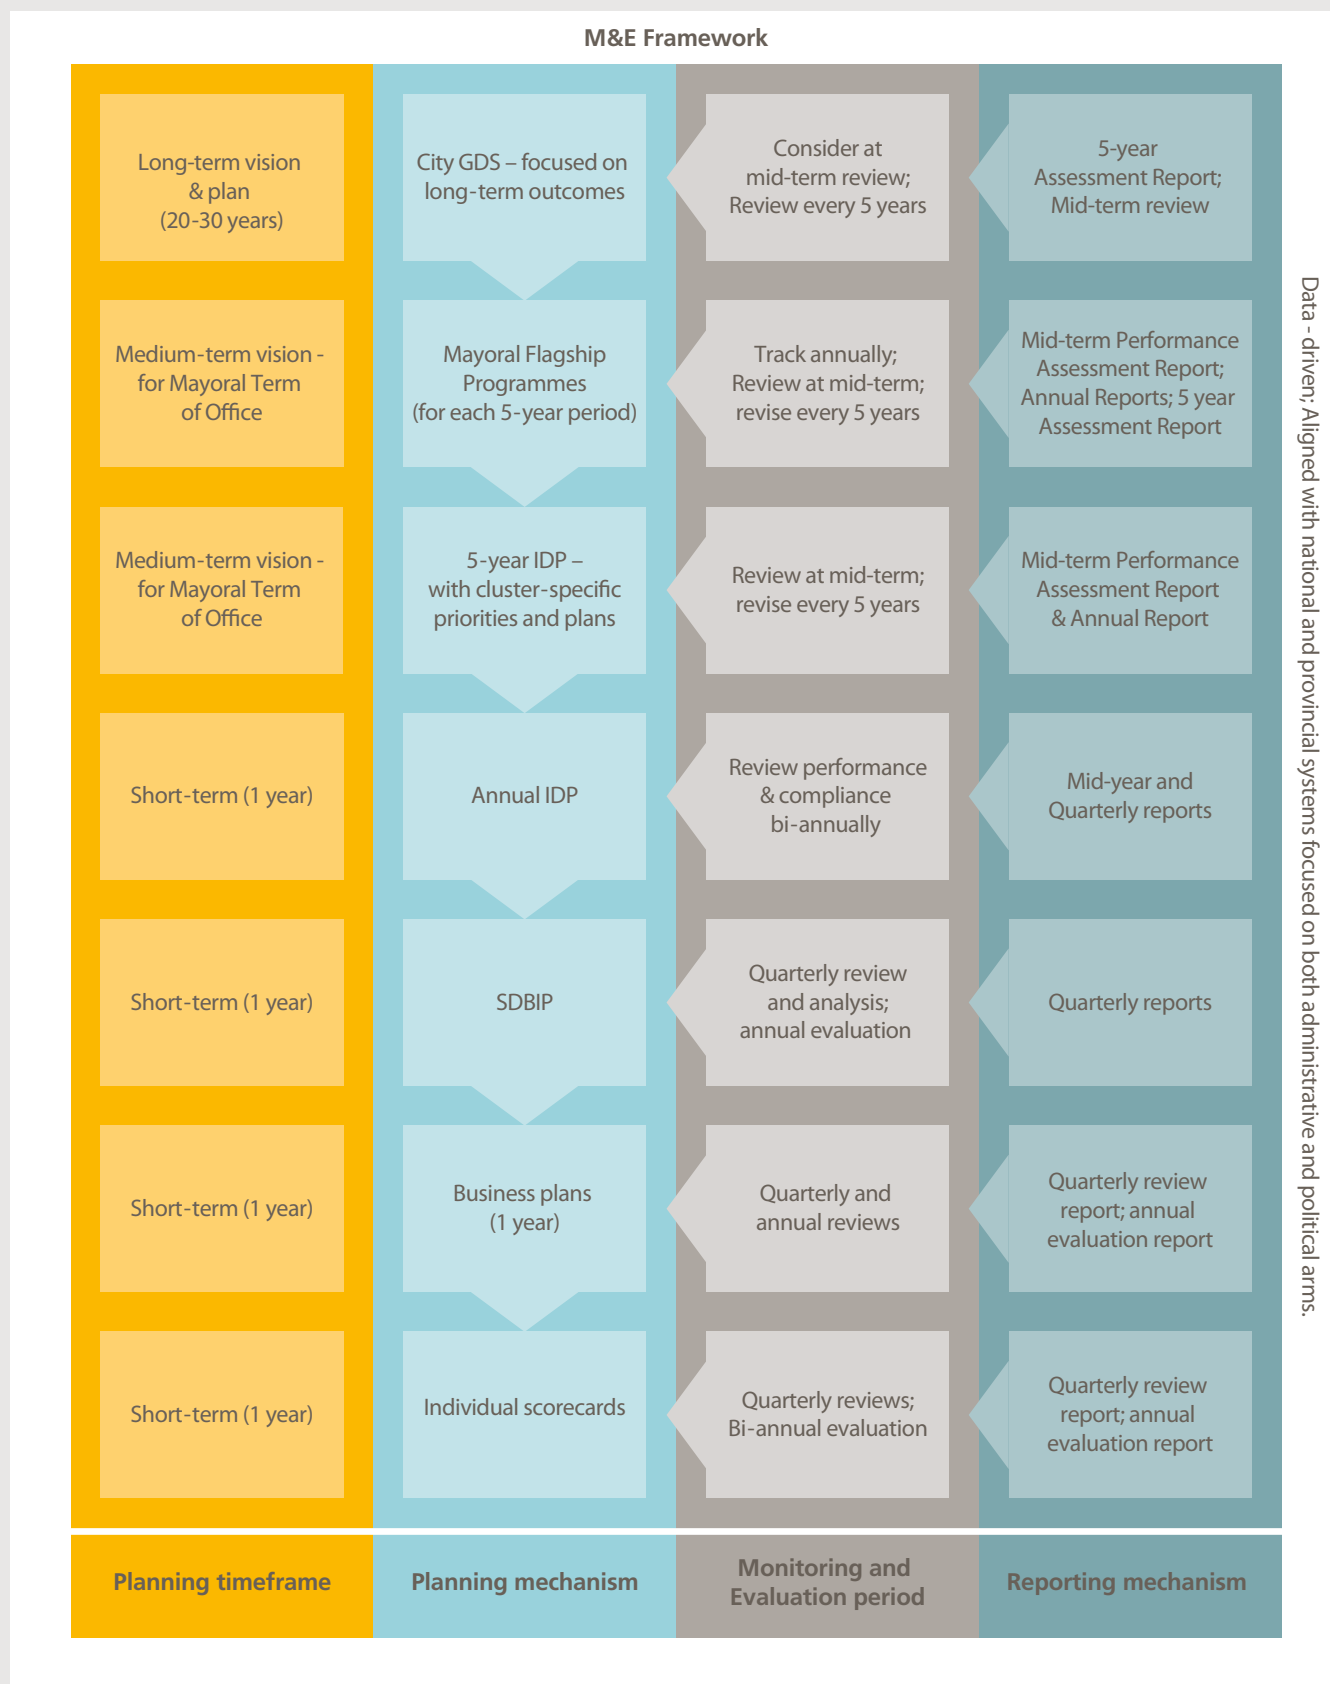 M&E Framework
Long-term vision
& plan
(20-30 years)
City GDS – focused on
long-term outcomes
Consider at
mid-term review;
Review every 5 years
5-year
Assessment Report;
Mid-term review
Medium-term vision -
for Mayoral Term
of Office
Mayoral Flagship
Programmes
(for each 5-year period)
Track annually;
Review at mid-term;
revise every 5 years
Mid-term Performance
Assessment Report;
Annual Reports; 5 year
Assessment Report
Medium-term vision -
for Mayoral Term
of Office
5-year IDP –
with cluster-specific
priorities and plans
Review at mid-term;
revise every 5 years
Mid-term Performance
Assessment Report
& Annual Report
Short-term (1 year)
Annual IDP
Review performance
& compliance
bi-annually
Mid-year and
Quarterly reports
Short-term (1 year)
SDBIP
Quarterly review
and analysis;
annual evaluation
Quarterly reports
Short-term (1 year)
Business plans
(1 year)
Quarterly and
annual reviews
Quarterly review
report; annual
evaluation report
Short-term (1 year)
Individual scorecards
Quarterly reviews;
Bi-annual evaluation
Quarterly review
report; annual
evaluation report
Planning timeframe
Planning mechanism
Monitoring and
Evaluation period
Reporting mechanism
Data - driven; Aligned with national and provincial systems focused on both administrative and political arms.